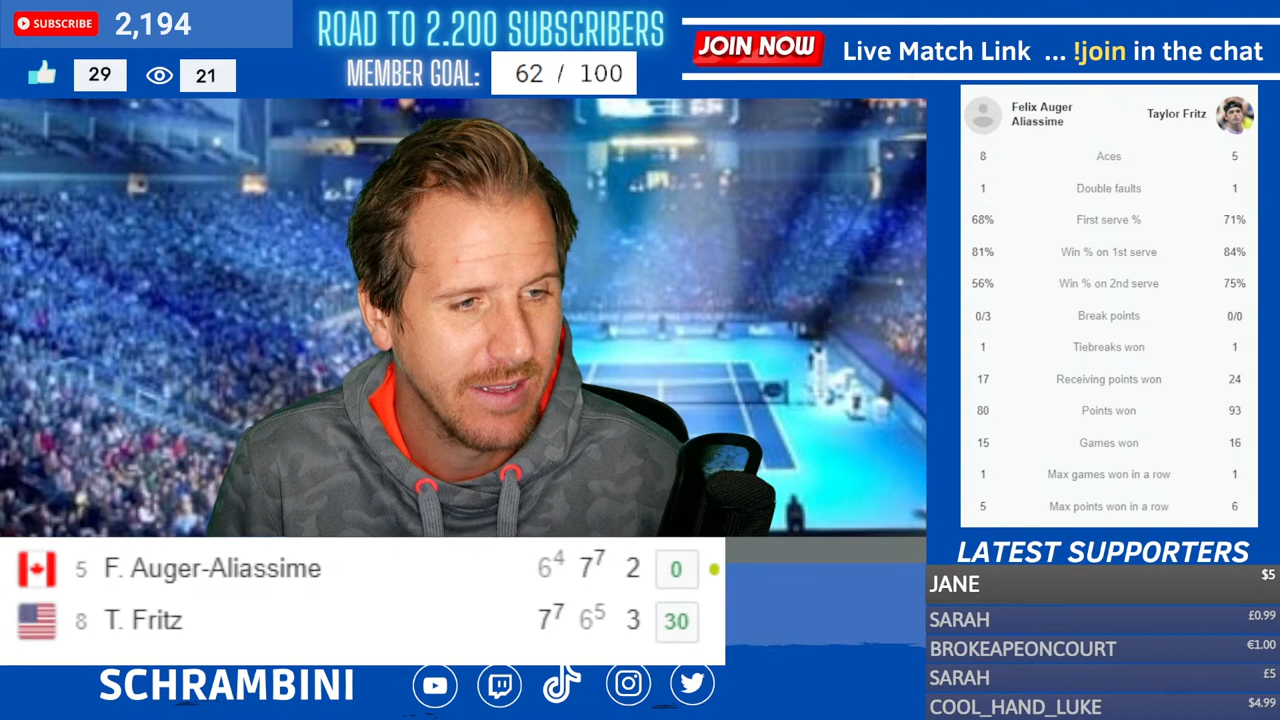 SUBSCRIBE 2,194
29 21
ROAD TO 2.200 SUBSCRIBERS
MEMBER GOAL: 62 / 100
JOIN NOW Live Match Link ... !join in the chat
Felix Auger
Aliassime
Taylor Fritz
8 Aces 5
1 Double faults 1
68% First serve % 71%
81% Win % on 1st serve 84%
56% Win % on 2nd serve 75%
0/3 Break points 0/0
1 Tiebreaks won 1
17 Receiving points won 24
80 Points won 93
15 Games won 16
1 Max games won in a row 1
5 Max points won in a row 6
5 F. Auger-Aliassime 6⁴ 7⁷ 2 0
8 T. Fritz 7⁷ 6⁵ 3 30
SCHRAMBINI
LATEST SUPPORTERS
JANE $5
SARAH £0.99
BROKEAPEONCOURT €1.00
SARAH £5
COOL_HAND_LUKE $4.99